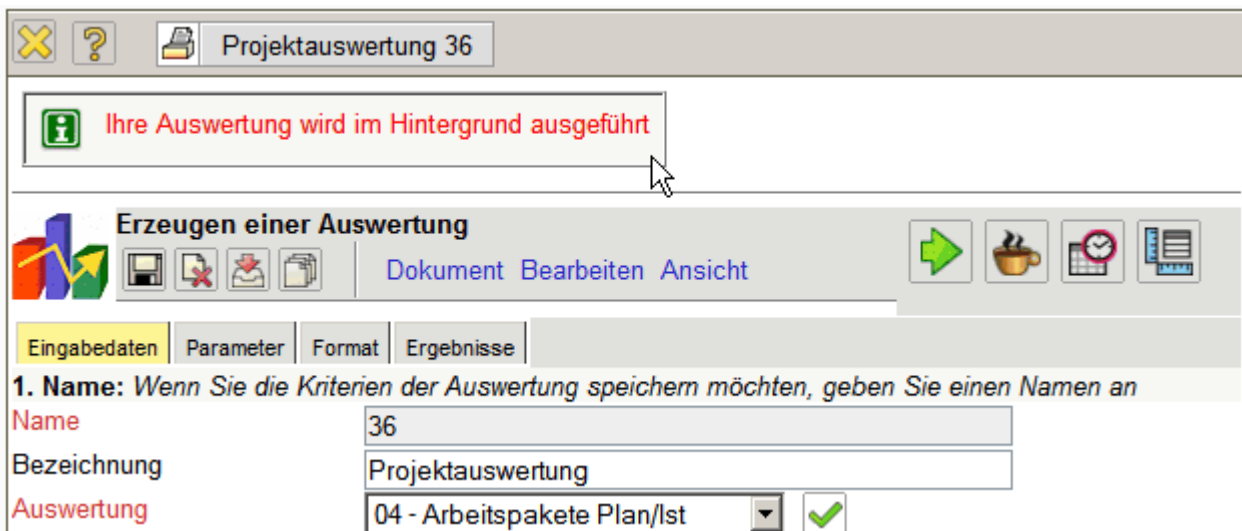 Projektauswertung 36
Ihre Auswertung wird im Hintergrund ausgeführt
Erzeugen einer Auswertung
Dokument Bearbeiten Ansicht
Eingabedaten Parameter Format Ergebnisse
1. Name: Wenn Sie die Kriterien der Auswertung speichern möchten, geben Sie einen Namen an
Name 36
Bezeichnung Projektauswertung
Auswertung 04 - Arbeitspakete Plan/Ist